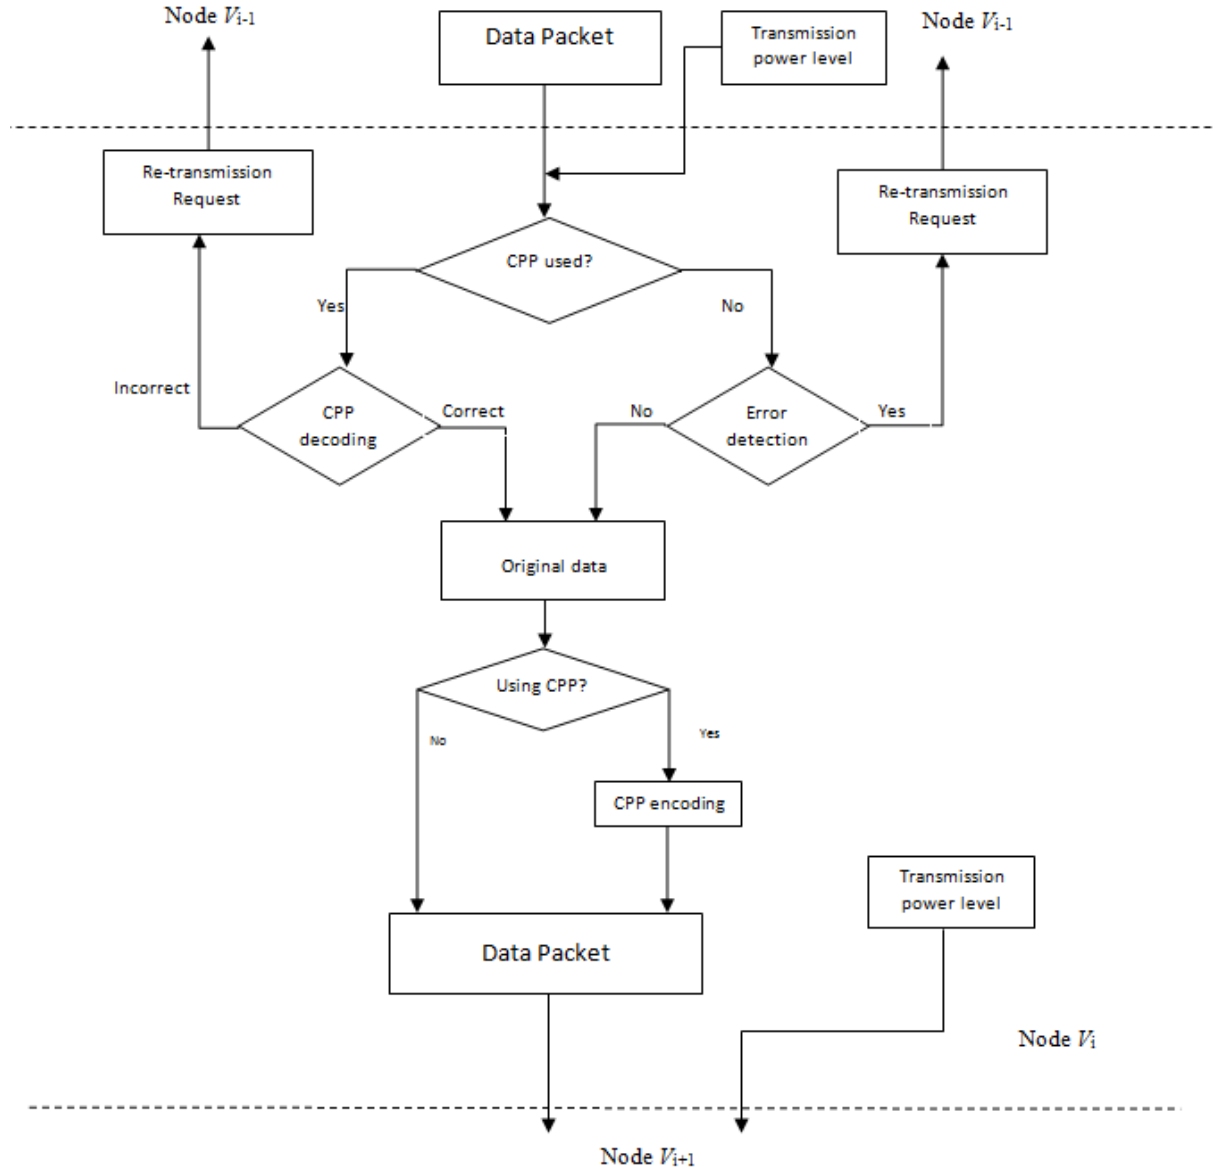 Node Vi-1
Data Packet
Transmission
power level
Node Vi-1
Re-transmission
Request
Re-transmission
Request
CPP used?
Yes
No
Incorrect
CPP
decoding
Correct
No
Error
detection
Yes
Original data
Using CPP?
No
Yes
CPP encoding
Transmission
power level
Data Packet
Node Vi
Node Vi+1